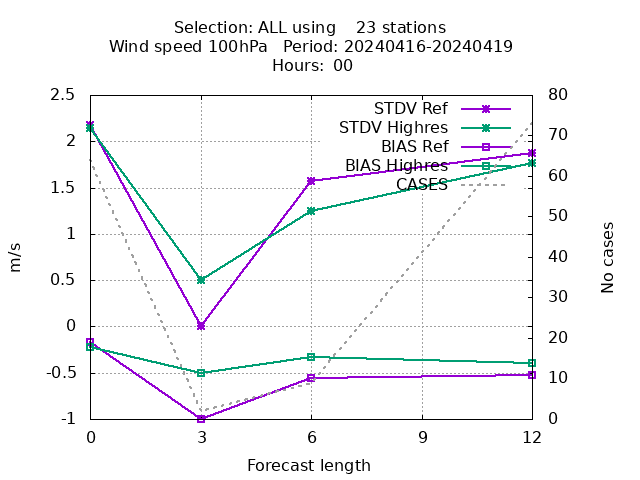 Selection: ALL using    23 stations
Wind speed 100hPa   Period: 20240416-20240419
Hours:  00
STDV Ref
STDV Highres
BIAS Ref
BIAS Highres
CASES
2.5
2
1.5
1
0.5
0
-0.5
-1
80
70
60
50
40
30
20
10
0
m/s
No cases
0 3 6 9 12
Forecast length